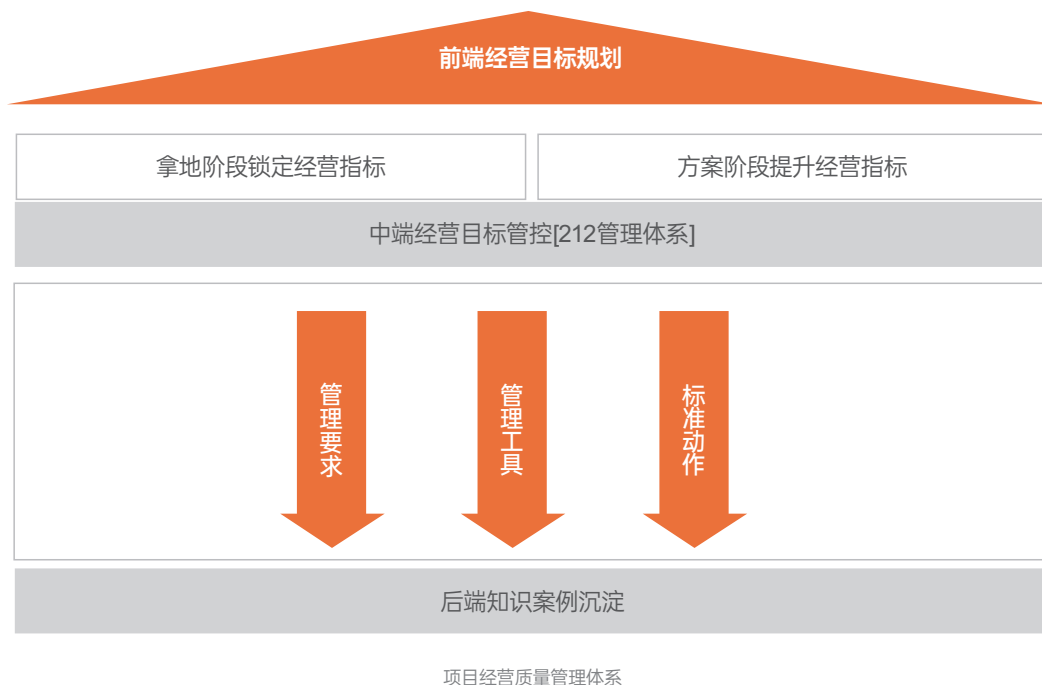 前端经营目标规划
拿地阶段锁定经营指标
方案阶段提升经营指标
中端经营目标管控[212管理体系]
管理要求
管理工具
标准动作
后端知识案例沉淀
项目经营质量管理体系